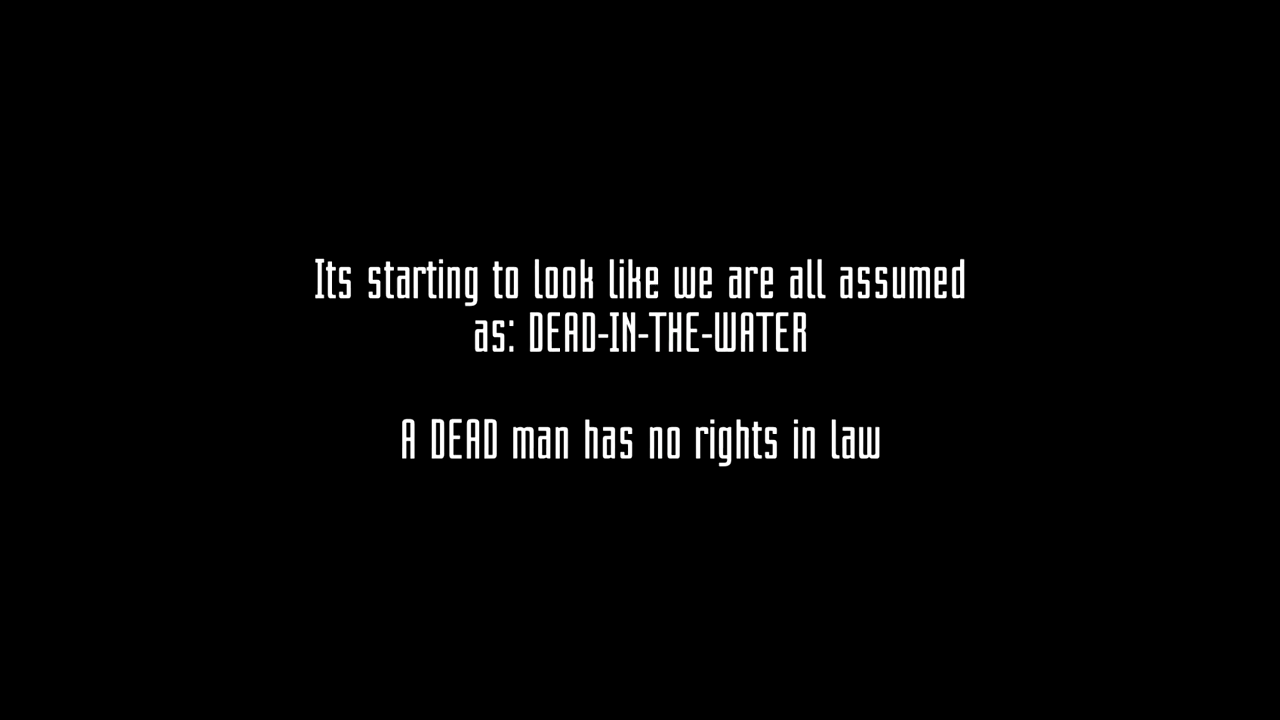 Its starting to look like we are all assumed
as: DEAD-IN-THE-WATER
A DEAD man has no rights in law